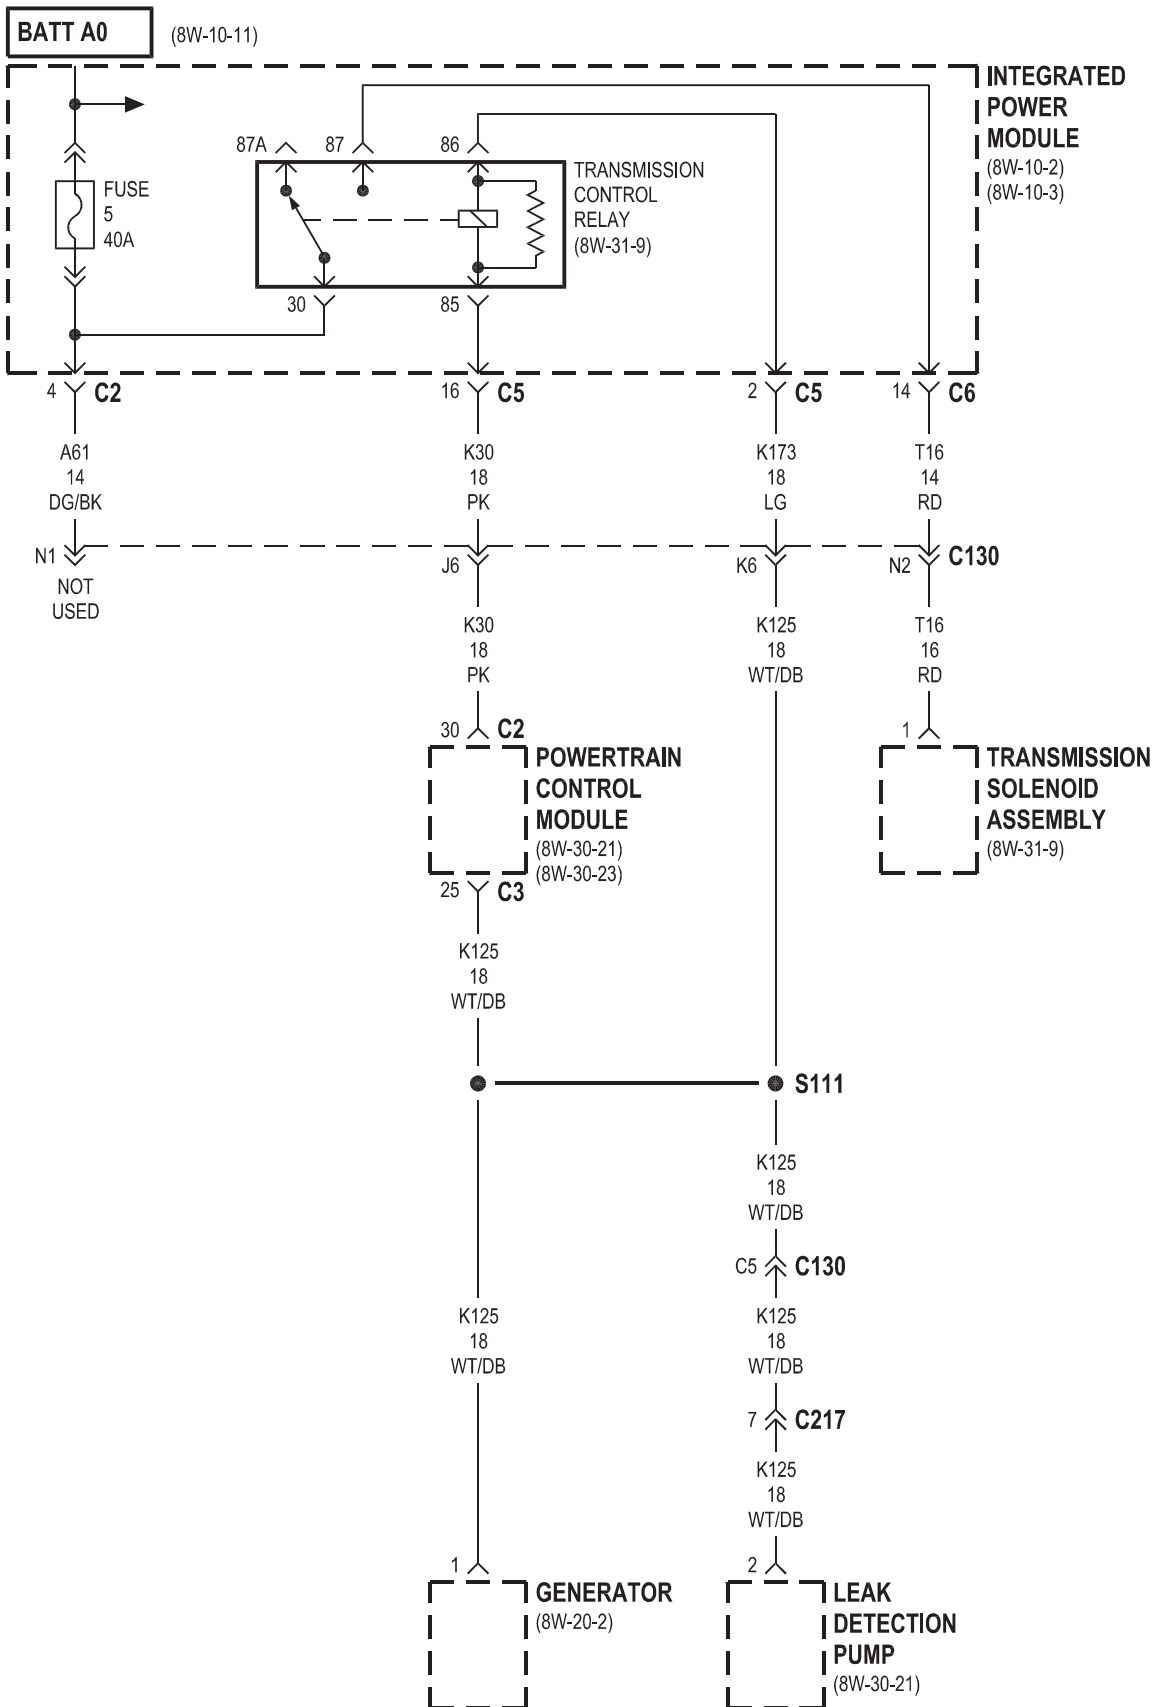 BATT A0
(8W-10-11)
INTEGRATED
POWER
MODULE
(8W-10-2)
(8W-10-3)
87A
87
86
TRANSMISSION
CONTROL
RELAY
(8W-31-9)
FUSE
5
40A
30
85
4
C2
16
C5
2
C5
14
C6
A61
14
DG/BK
K30
18
PK
K173
18
LG
T16
14
RD
N1
J6
K6
N2
C130
NOT
USED
K30
18
PK
K125
18
WT/DB
T16
16
RD
30
C2
1
POWERTRAIN
CONTROL
MODULE
(8W-30-21)
(8W-30-23)
TRANSMISSION
SOLENOID
ASSEMBLY
(8W-31-9)
25
C3
K125
18
WT/DB
S111
K125
18
WT/DB
C5
C130
K125
18
WT/DB
K125
18
WT/DB
7
C217
K125
18
WT/DB
1
2
GENERATOR
(8W-20-2)
LEAK
DETECTION
PUMP
(8W-30-21)